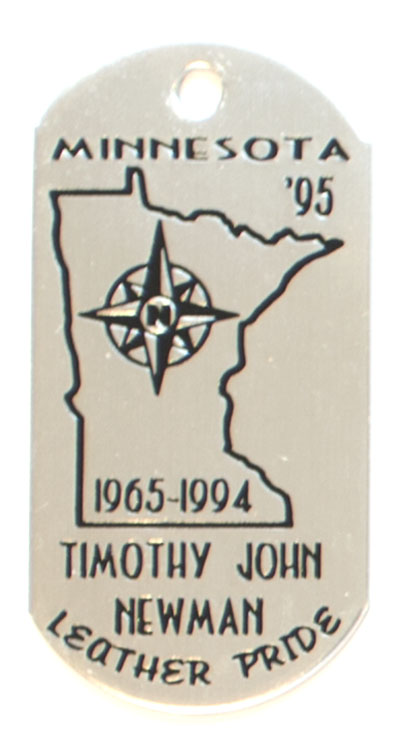 MINNESOTA
'95
N
1965-1994
TIMOTHY JOHN
NEWMAN
LEATHER PRIDE